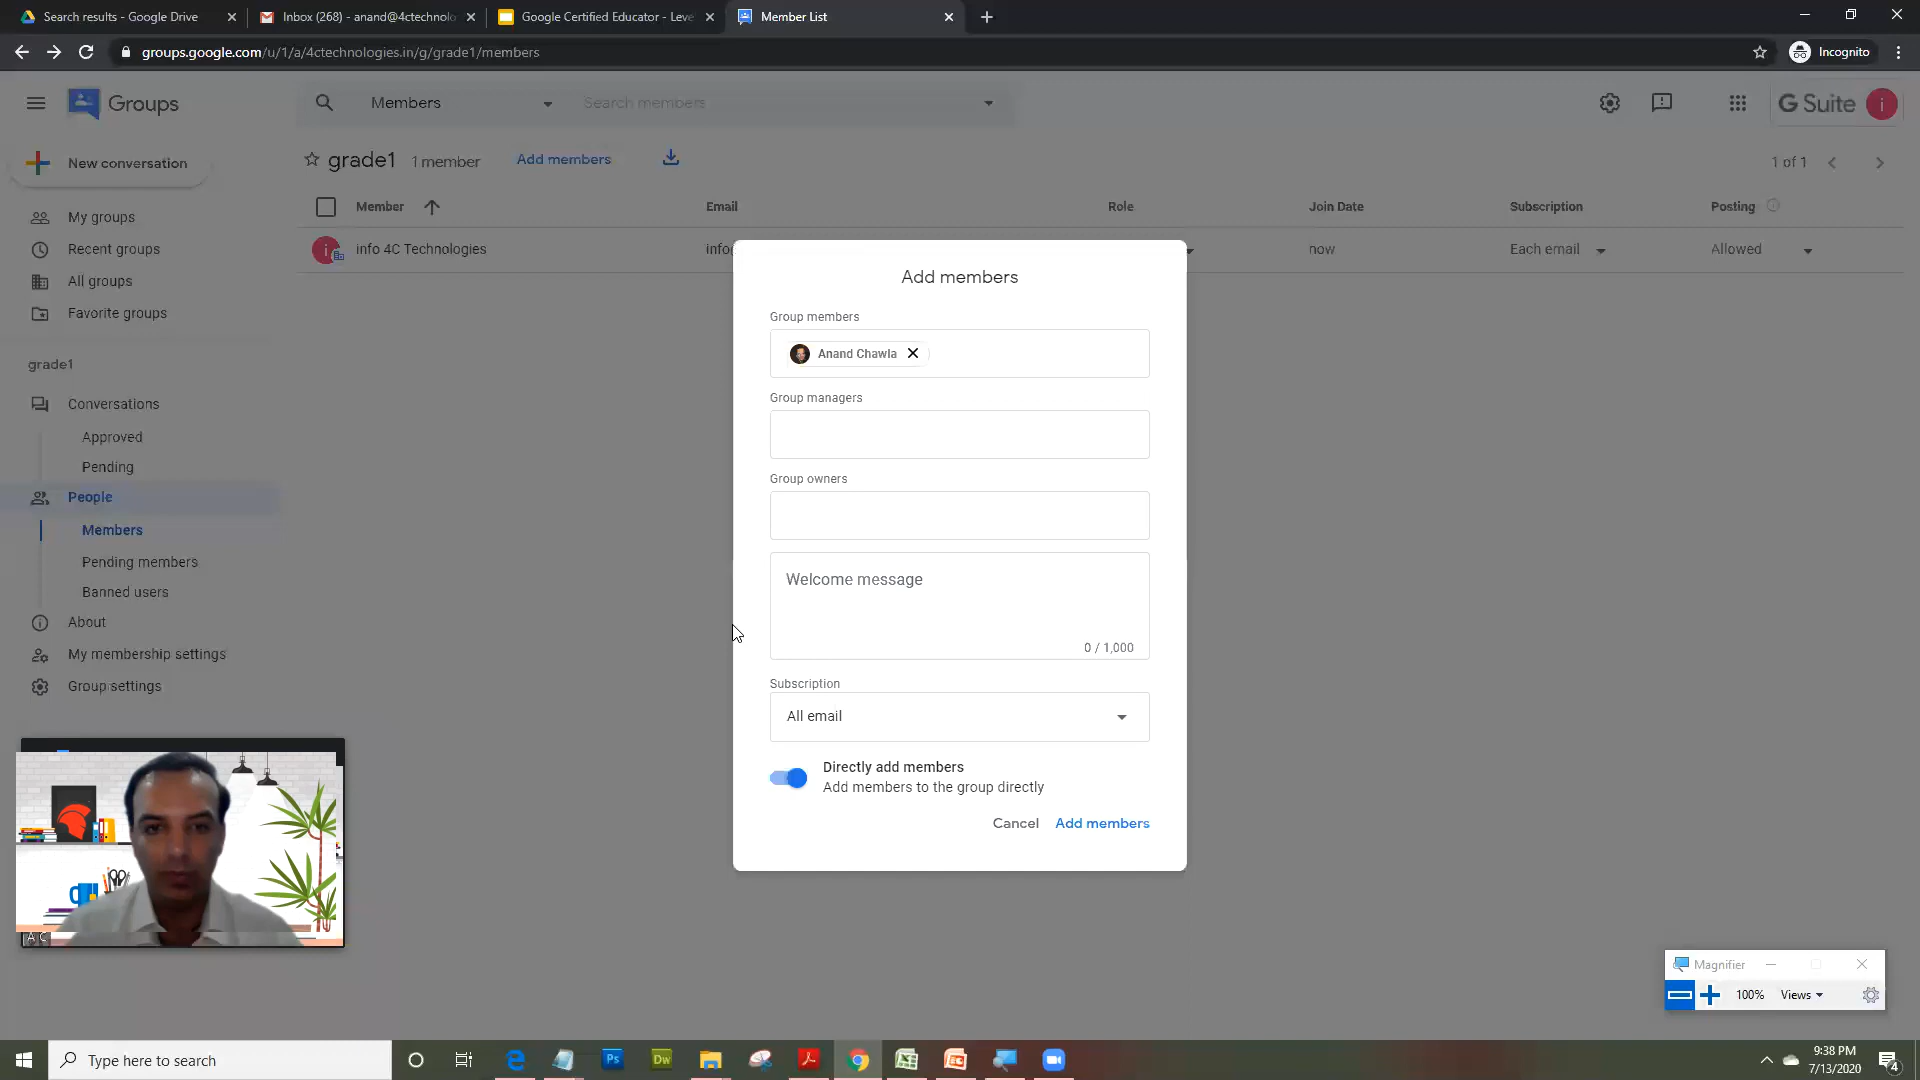 Search results - Google Drive
Inbox (268) - anand@4ctechnolo
Google Certified Educator - Leve
Member List
groups.google.com/u/1/a/4ctechnologies.in/g/grade1/members
Incognito
Groups
Members
Search members
G Suite
i
New conversation
grade1
1 member
Add members
1 of 1
Member
Email
Role
Join Date
Subscription
Posting
i
info 4C Technologies
info
now
Each email
Allowed
My groups
Recent groups
All groups
Favorite groups
grade1
Conversations
Approved
Pending
People
Members
Pending members
Banned users
About
My membership settings
Group settings
Add members
Group members
Anand Chawla
Group managers
Group owners
Welcome message
0 / 1,000
Subscription
All email
Directly add members
Add members to the group directly
Cancel
Add members
A C
Magnifier
100%
Views
Type here to search
Ps
Dw
9:38 PM
7/13/2020
4